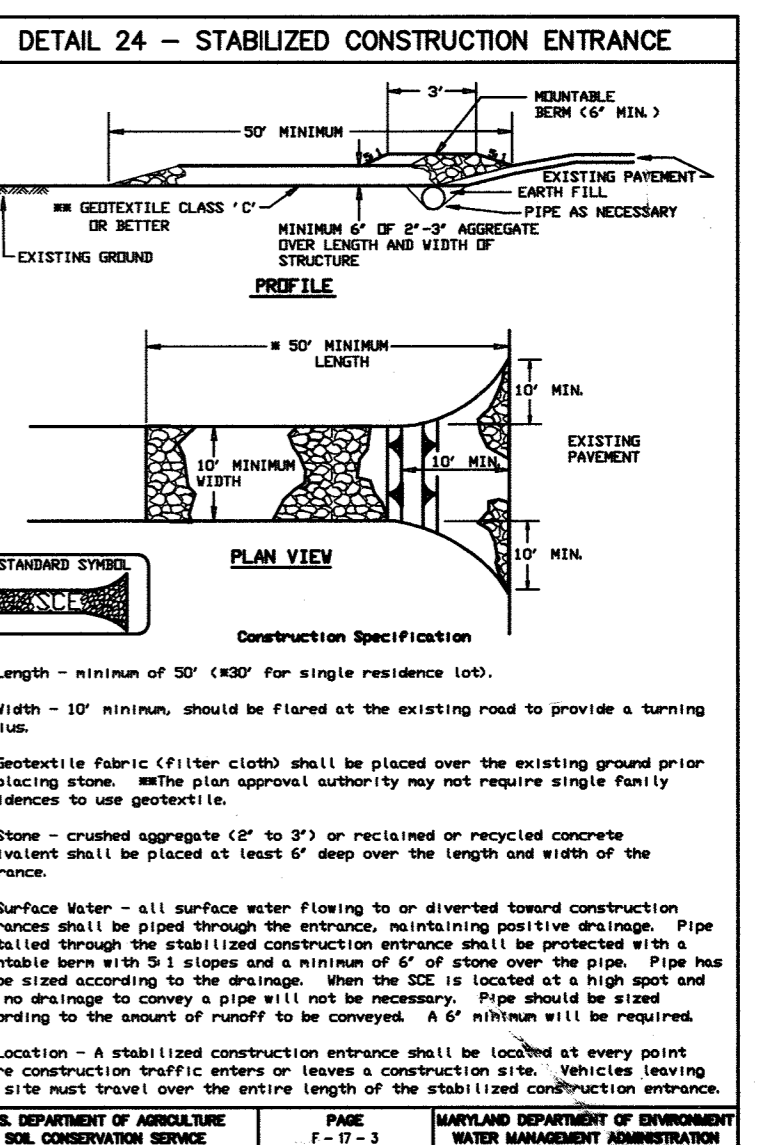 DETAIL 24 - STABILIZED CONSTRUCTION ENTRANCE
3'
MOUNTABLE
BERM (6" MIN.)
50' MINIMUM
5:1
5:1
EXISTING PAVEMENT
EARTH FILL
** GEOTEXTILE CLASS 'C'
OR BETTER
PIPE AS NECESSARY
MINIMUM 6" OF 2"-3" AGGREGATE
OVER LENGTH AND WIDTH OF
STRUCTURE
EXISTING GROUND
PROFILE
* 50' MINIMUM
LENGTH
10' MIN.
EXISTING
PAVEMENT
10' MINIMUM
WIDTH
10' MIN.
10' MIN.
PLAN VIEW
STANDARD SYMBOL
SCE
Construction Specification
Length - minimum of 50' (*30' for single residence lot).
Width - 10' minimum, should be flared at the existing road to provide a turning
ius.
Geotextile fabric (filter cloth) shall be placed over the existing ground prior
placing stone. **The plan approval authority may not require single family
idences to use geotextile.
Stone - crushed aggregate (2" to 3") or reclaimed or recycled concrete
ivalent shall be placed at least 6" deep over the length and width of the
rance.
Surface Water - all surface water flowing to or diverted toward construction
rances shall be piped through the entrance, maintaining positive drainage. Pipe
talled through the stabilized construction entrance shall be protected with a
ntable berm with 5:1 slopes and a minimum of 6" of stone over the pipe. Pipe has
be sized according to the drainage. When the SCE is located at a high spot and
no drainage to convey a pipe will not be necessary. Pipe should be sized
ording to the amount of runoff to be conveyed. A 6" minimum will be required.
Location - A stabilized construction entrance shall be located at every point
re construction traffic enters or leaves a construction site. Vehicles leaving
site must travel over the entire length of the stabilized construction entrance.
S. DEPARTMENT OF AGRICULTURE
SOIL CONSERVATION SERVICE
PAGE
F - 17 - 3
MARYLAND DEPARTMENT OF ENVIRONMENT
WATER MANAGEMENT ADMINISTRATION